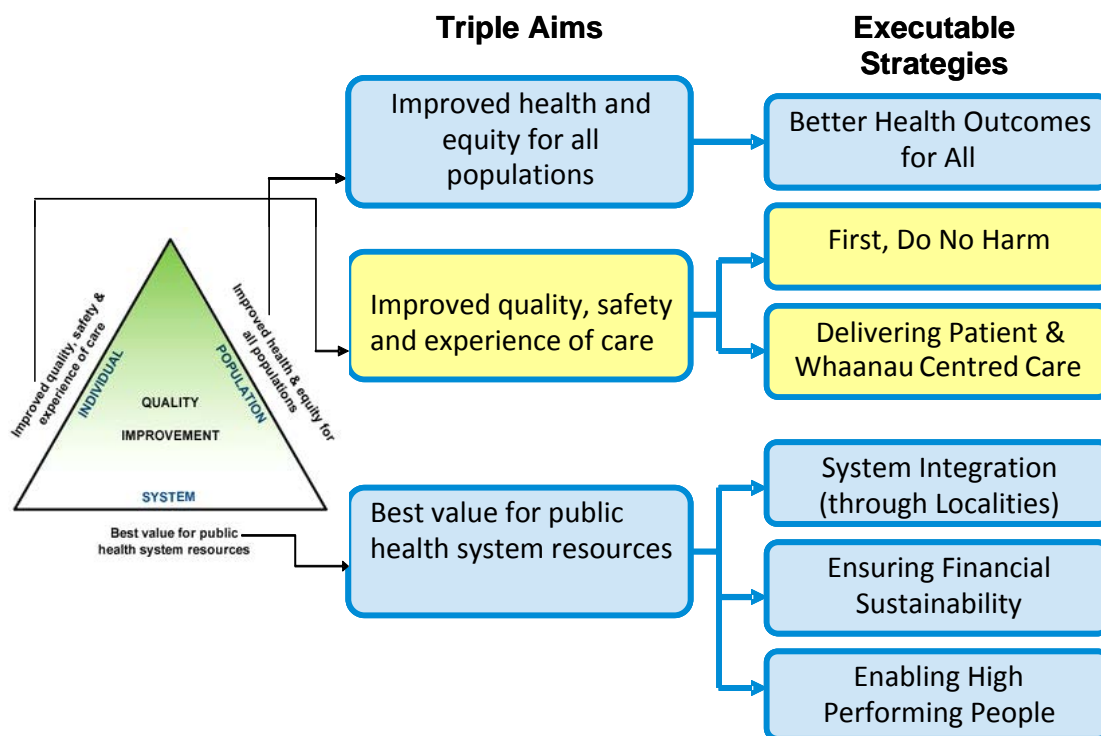 Triple Aims
Executable
Strategies
Improved health and
equity for all
populations
Better Health Outcomes
for All
First, Do No Harm
Improved quality, safety
and experience of care
Delivering Patient &
Whaanau Centred Care
Improved quality, safety &
experience of care
INDIVIDUAL
QUALITY
IMPROVEMENT
POPULATION
Improved health & equity for
all populations
SYSTEM
Best value for public
health system resources
Best value for public
health system resources
System Integration
(through Localities)
Ensuring Financial
Sustainability
Enabling High
Performing People